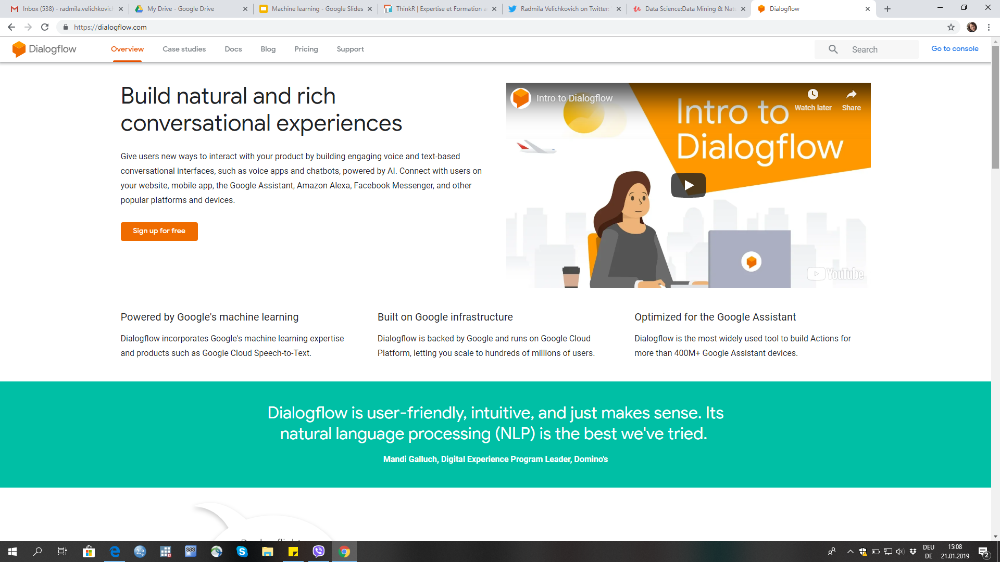 Inbox (538) - radmila.velichkovic
My Drive - Google Drive
Machine learning - Google Slides
ThinkR | Expertise et Formation a
Radmila Velichkovich on Twitter:
Data Science:Data Mining & Natu
Dialogflow
https://dialogflow.com
Dialogflow
Overview
Case studies
Docs
Blog
Pricing
Support
Search
Go to console
Build natural and rich
conversational experiences
Give users new ways to interact with your product by building engaging voice and text-based
conversational interfaces, such as voice apps and chatbots, powered by AI. Connect with users on
your website, mobile app, the Google Assistant, Amazon Alexa, Facebook Messenger, and other
popular platforms and devices.
Sign up for free
Intro to Dialogflow
Watch later
Share
Intro to
Dialogflow
YouTube
Powered by Google's machine learning
Dialogflow incorporates Google's machine learning expertise
and products such as Google Cloud Speech-to-Text.
Built on Google infrastructure
Dialogflow is backed by Google and runs on Google Cloud
Platform, letting you scale to hundreds of millions of users.
Optimized for the Google Assistant
Dialogflow is the most widely used tool to build Actions for
more than 400M+ Google Assistant devices.
Dialogflow is user-friendly, intuitive, and just makes sense. Its
natural language processing (NLP) is the best we've tried.
Mandi Galluch, Digital Experience Program Leader, Domino's
sas
DEU
DE
15:08
21.01.2019
2